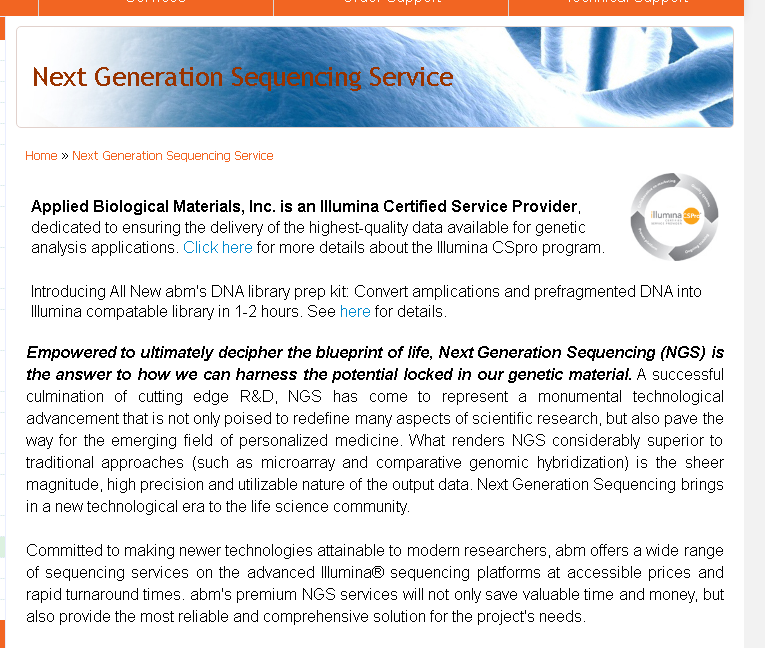 Services Order Support Technical Support
Next Generation Sequencing Service
Home » Next Generation Sequencing Service
Applied Biological Materials, Inc. is an Illumina Certified Service Provider,
dedicated to ensuring the delivery of the highest-quality data available for genetic
analysis applications. Click here for more details about the Illumina CSpro program.
illumina CSPro
Introducing All New abm's DNA library prep kit: Convert amplications and prefragmented DNA into
Illumina compatable library in 1-2 hours. See here for details.
Empowered to ultimately decipher the blueprint of life, Next Generation Sequencing (NGS) is
the answer to how we can harness the potential locked in our genetic material. A successful
culmination of cutting edge R&D, NGS has come to represent a monumental technological
advancement that is not only poised to redefine many aspects of scientific research, but also pave the
way for the emerging field of personalized medicine. What renders NGS considerably superior to
traditional approaches (such as microarray and comparative genomic hybridization) is the sheer
magnitude, high precision and utilizable nature of the output data. Next Generation Sequencing brings
in a new technological era to the life science community.
Committed to making newer technologies attainable to modern researchers, abm offers a wide range
of sequencing services on the advanced Illumina® sequencing platforms at accessible prices and
rapid turnaround times. abm's premium NGS services will not only save valuable time and money, but
also provide the most reliable and comprehensive solution for the project's needs.